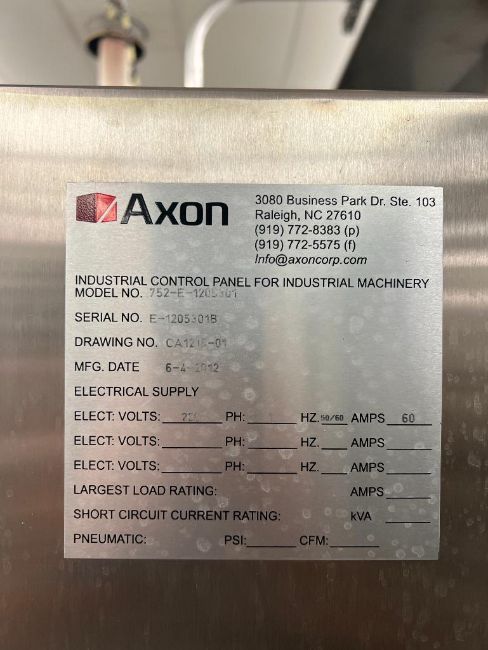 Axon
3080 Business Park Dr. Ste. 103
Raleigh, NC 27610
(919) 772-8383 (p)
(919) 772-5575 (f)
Info@axoncorp.com
INDUSTRIAL CONTROL PANEL FOR INDUSTRIAL MACHINERY
MODEL NO. 752-E-1205301
SERIAL NO. E-1205301B
DRAWING NO.
MFG. DATE 6-4-2012
ELECTRICAL SUPPLY
ELECT: VOLTS: PH: HZ. 50/60 AMPS 60
ELECT: VOLTS: PH: HZ. AMPS
ELECT: VOLTS: PH: HZ. AMPS
LARGEST LOAD RATING: AMPS
SHORT CIRCUIT CURRENT RATING: kVA
PNEUMATIC: PSI: CFM: